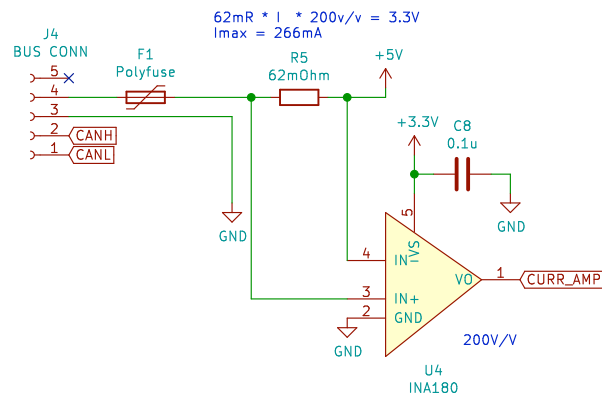 62mR * I * 200v/v = 3.3V
Imax = 266mA
J4
BUS CONN
F1
Polyfuse
R5
62mOhm
+5V
5
4
3
2
1
CANH
CANL
GND
+3.3V
C8
0.1u
GND
5
VS
4
IN-
3
IN+
2
GND
VO
1
CURR_AMP
GND
200V/V
U4
INA180